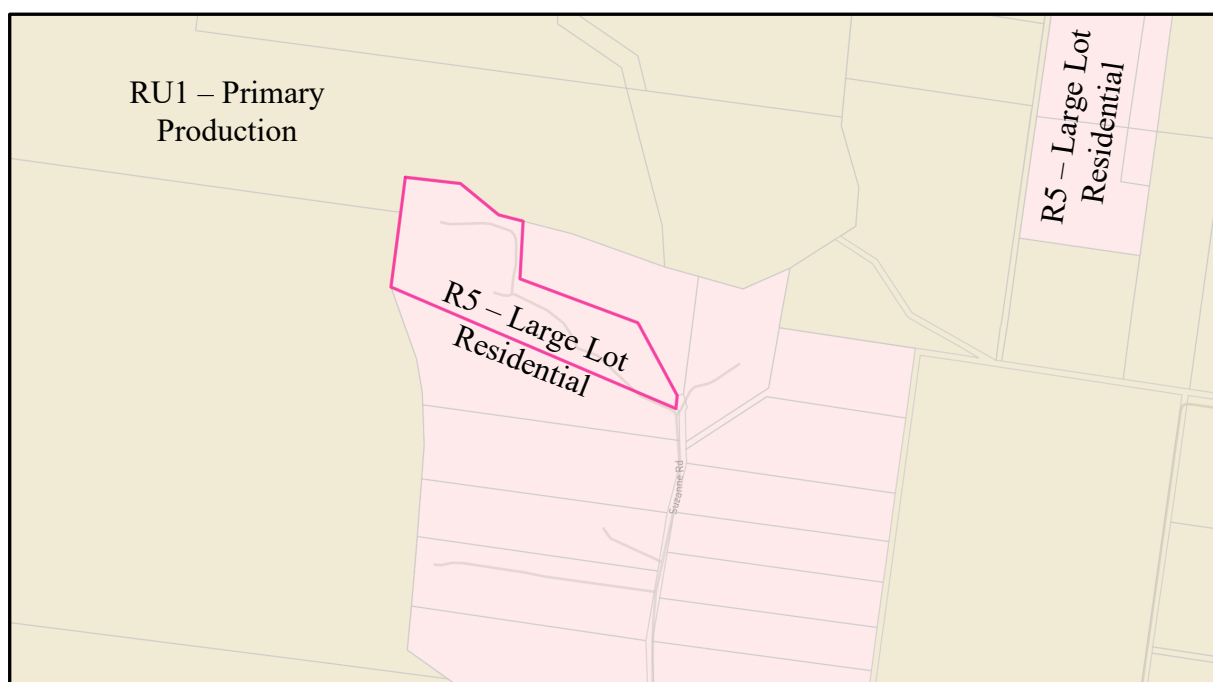 RU1 – Primary
Production
R5 – Large Lot
Residential
R5 – Large Lot
Residential
Suzanne Rd